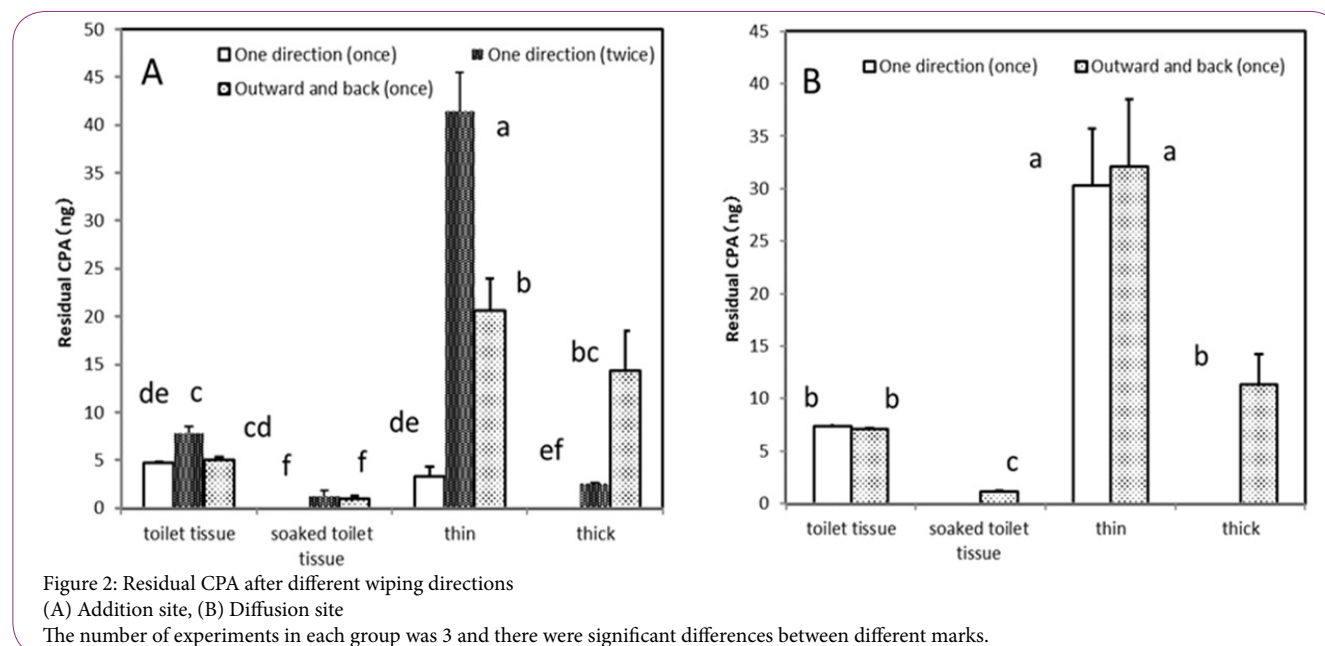 A
One direction (once)
One direction (twice)
Outward and back (once)
50
45
40
35
30
25
20
15
10
5
0
Residual CPA(ng)
de
c
cd
f
f
de
a
b
ef
bc
toilet tissue
soaked toilet
tissue
thin
thick
B
One direction (once)
Outward and back (once)
45
40
35
30
25
20
15
10
5
0
Residual CPA(ng)
b
b
c
a
a
b
toilet tissue
soaked toilet
tissue
thin
thick
Figure 2: Residual CPA after different wiping directions
(A) Addition site, (B) Diffusion site
The number of experiments in each group was 3 and there were significant differences between different marks.